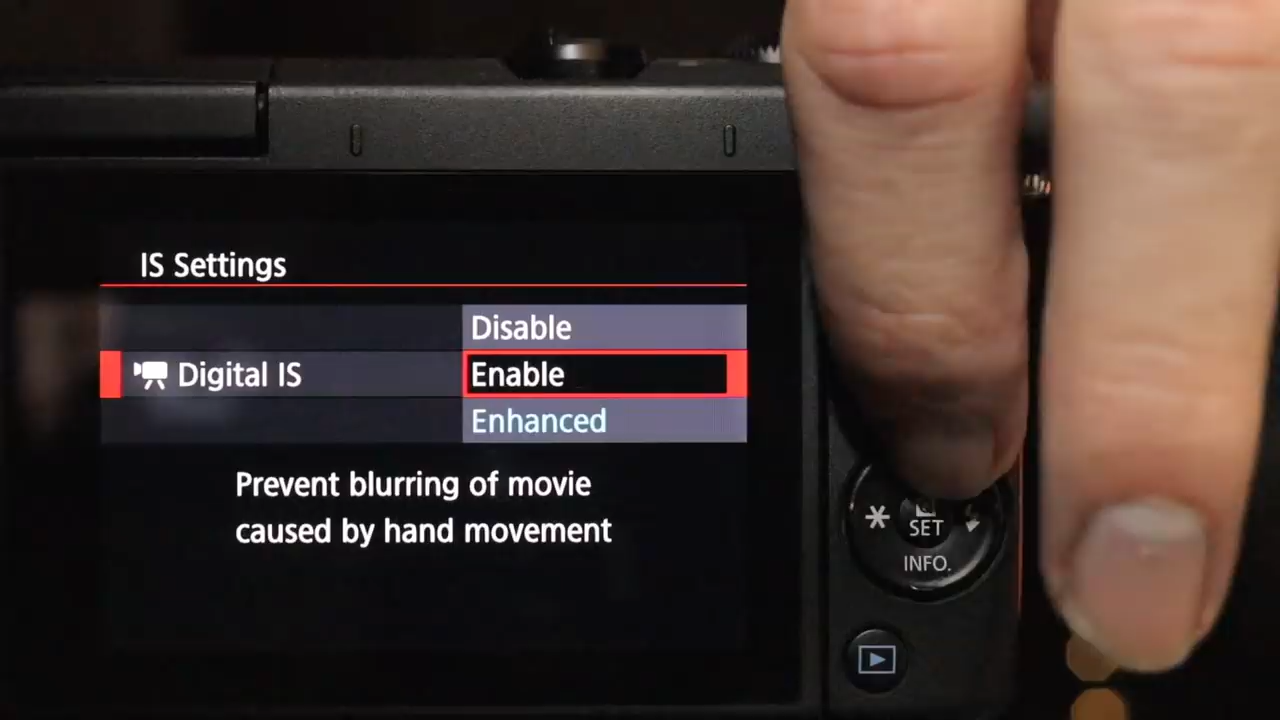 IS Settings
Disable
Digital IS
Enable
Enhanced
Prevent blurring of movie
caused by hand movement
SET
INFO.